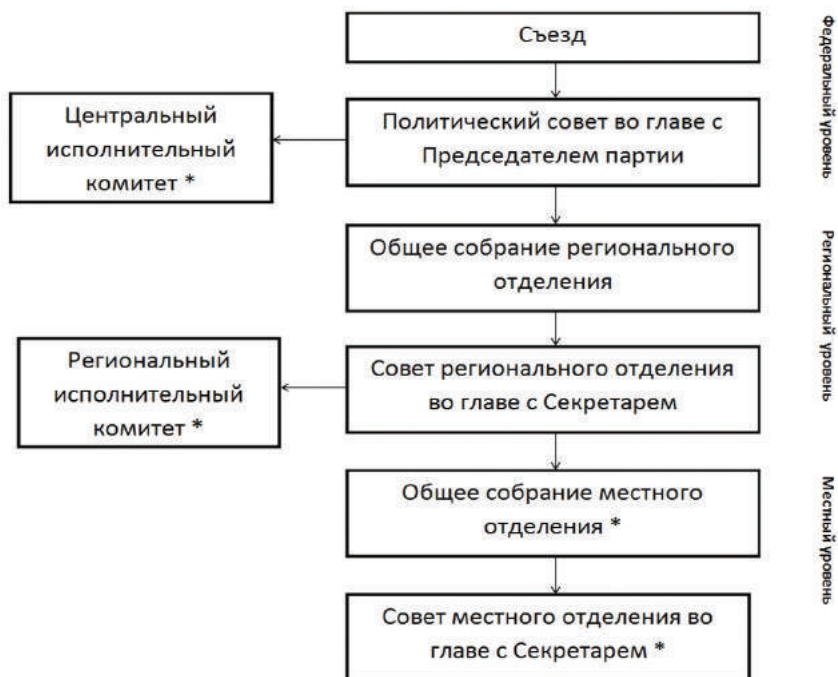 Съезд
Центральный
исполнительный
комитет *
Политический совет во главе с
Председателем партии
Федеральный уровень
Общее собрание регионального
отделения
Региональный
исполнительный
комитет *
Совет регионального отделения
во главе с Секретарем
Региональный уровень
Общее собрание местного
отделения *
Совет местного отделения во
главе с Секретарем *
Местный уровень